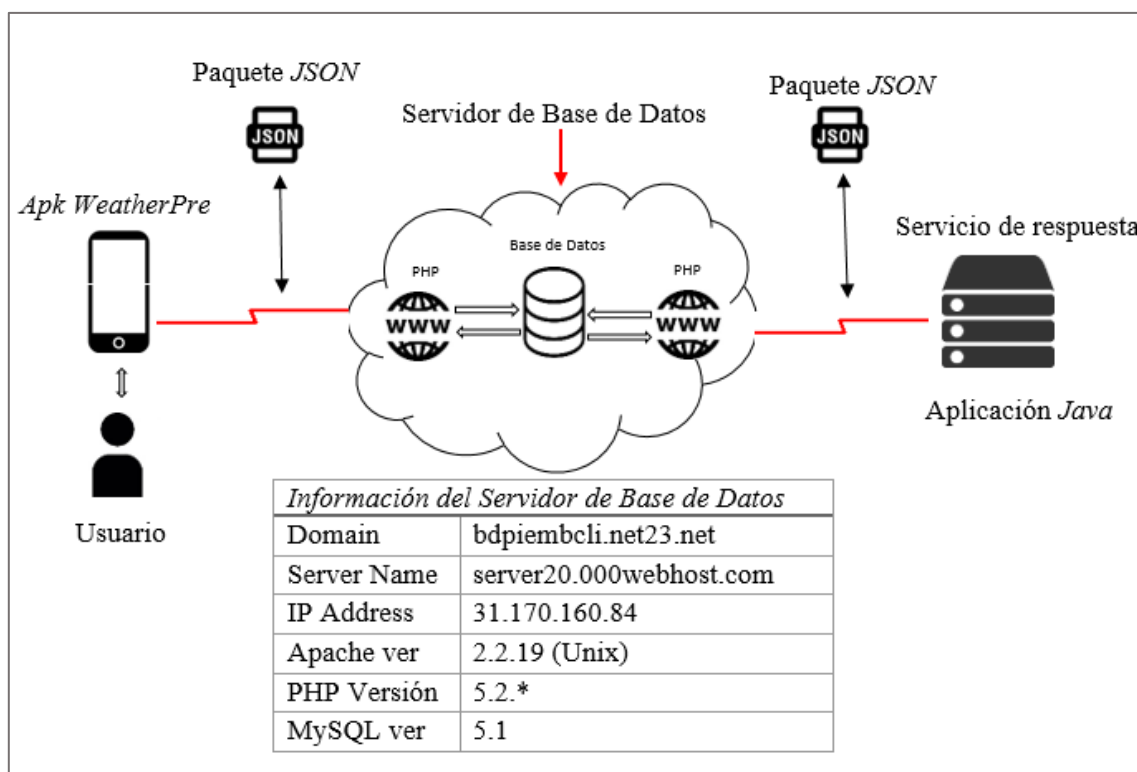 Paquete JSON
JSON
Servidor de Base de Datos
Paquete JSON
JSON
Apk WeatherPre
Servicio de respuesta
Base de Datos
PHP
PHP
WWW
WWW
Aplicación Java
Usuario
Información del Servidor de Base de Datos
Domain bdpiembcli.net23.net
Server Name server20.000webhost.com
IP Address 31.170.160.84
Apache ver 2.2.19 (Unix)
PHP Versión 5.2.*
MySQL ver 5.1